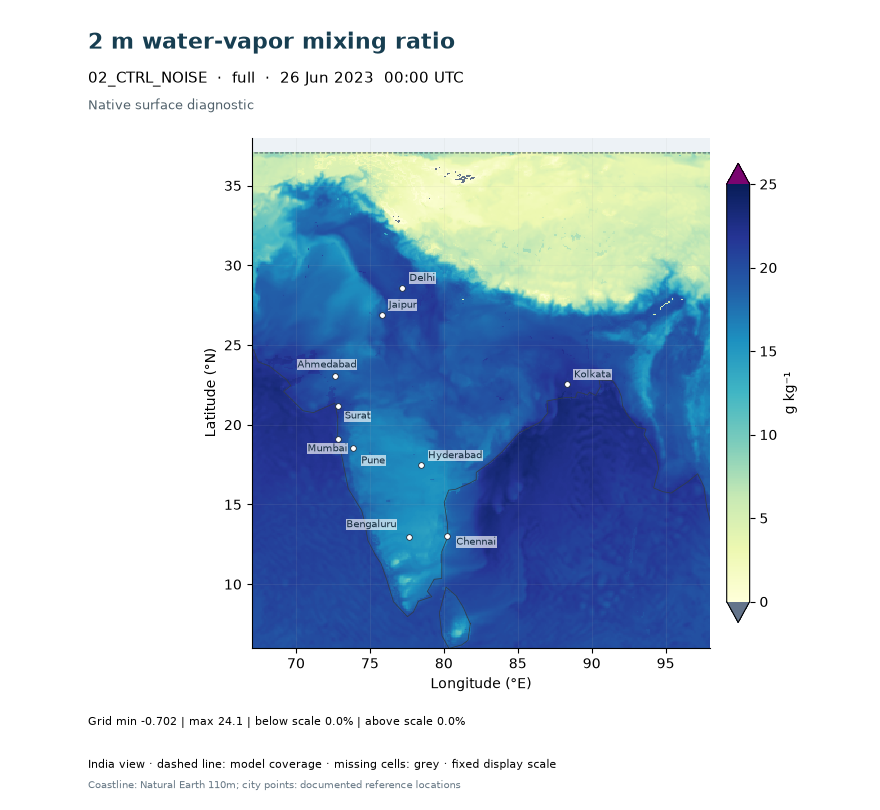 2 m water-vapor mixing ratio
02_CTRL_NOISE · full · 26 Jun 2023 00:00 UTC
Native surface diagnostic
35
30
25
20
15
10
Latitude (°N)
70
75
80
85
90
95
Longitude (°E)
Delhi
Jaipur
Ahmedabad
Surat
Mumbai
Pune
Hyderabad
Kolkata
Bengaluru
Chennai
25
20
15
10
5
0
g kg⁻¹
Grid min -0.702 | max 24.1 | below scale 0.0% | above scale 0.0%
India view · dashed line: model coverage · missing cells: grey · fixed display scale
Coastline: Natural Earth 110m; city points: documented reference locations